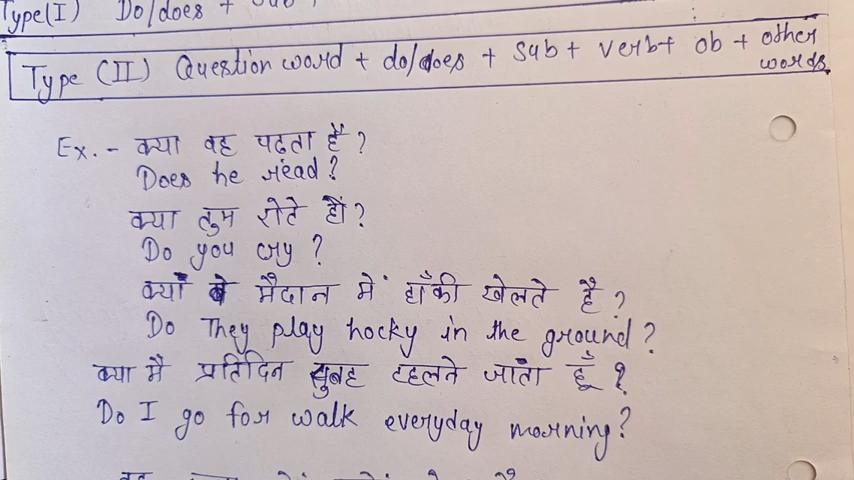 Type(I) Do/does + sub
Type (II) Question word + do/does + sub + verb+ ob + other words
Ex.- क्या वह पढता है?
Does he read?
क्या तुम रोते हो?
Do you cry?
क्या वे मैदान में हाँकी खेलते है?
Do They play hocky in the ground?
क्या मै प्रतिदिन सुबह टहलने जाता हूँ?
Do I go for walk everyday morning?